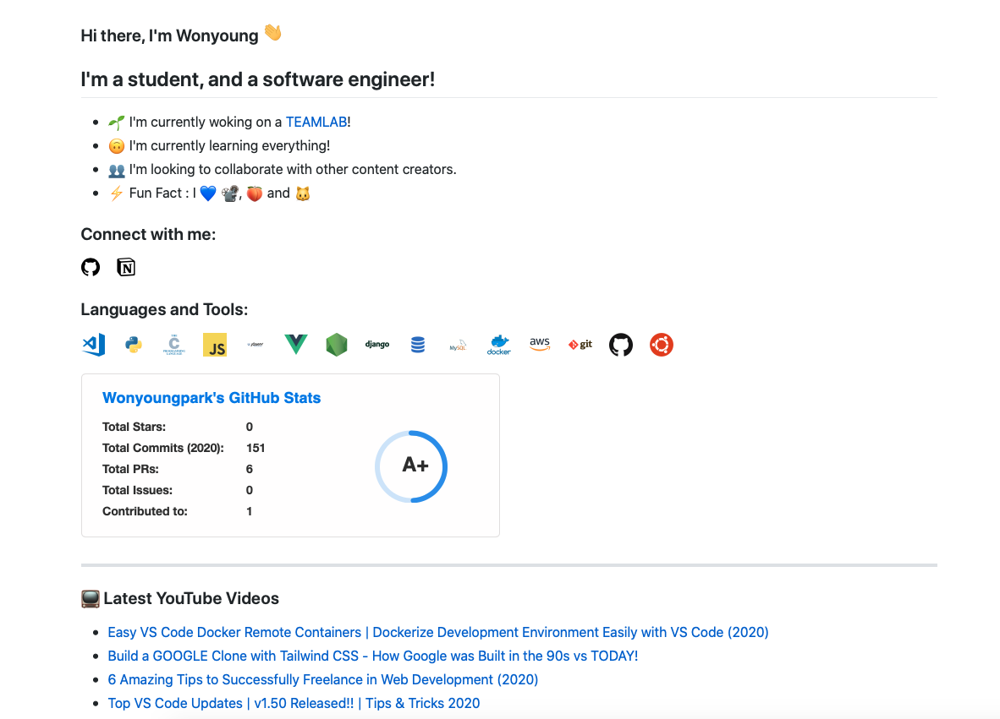 Hi there, I'm Wonyoung 👋
I'm a student, and a software engineer!
🌱 I'm currently woking on a TEAMLAB!
🙃 I'm currently learning everything!
👥 I'm looking to collaborate with other content creators.
⚡ Fun Fact : I 💙 📽, 🍑 and 🐱
Connect with me:
N
Languages and Tools:
THE C PROGRAMMING LANGUAGE JS jQuery django MySQL docker aws git
Wonyoungpark's GitHub Stats
Total Stars: 0
Total Commits (2020): 151
Total PRs: 6
Total Issues: 0
Contributed to: 1
A+
📺 Latest YouTube Videos
Easy VS Code Docker Remote Containers | Dockerize Development Environment Easily with VS Code (2020)
Build a GOOGLE Clone with Tailwind CSS - How Google was Built in the 90s vs TODAY!
6 Amazing Tips to Successfully Freelance in Web Development (2020)
Top VS Code Updates | v1.50 Released!! | Tips & Tricks 2020